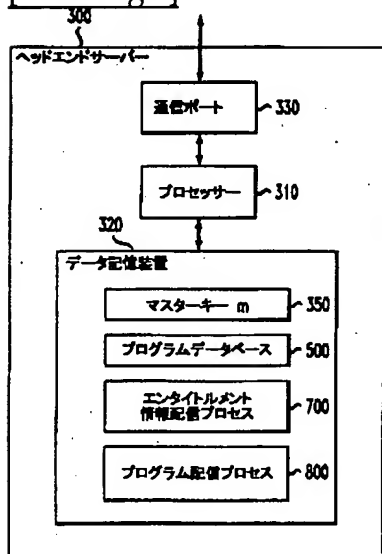 300
ヘッドエンドサーバー
通信ポート
330
プロセッサー
310
320
データ記憶装置
マスターキー m
350
プログラムデータベース
500
エンタイトルメント
情報配信プロセス
700
プログラム配信プロセス
800